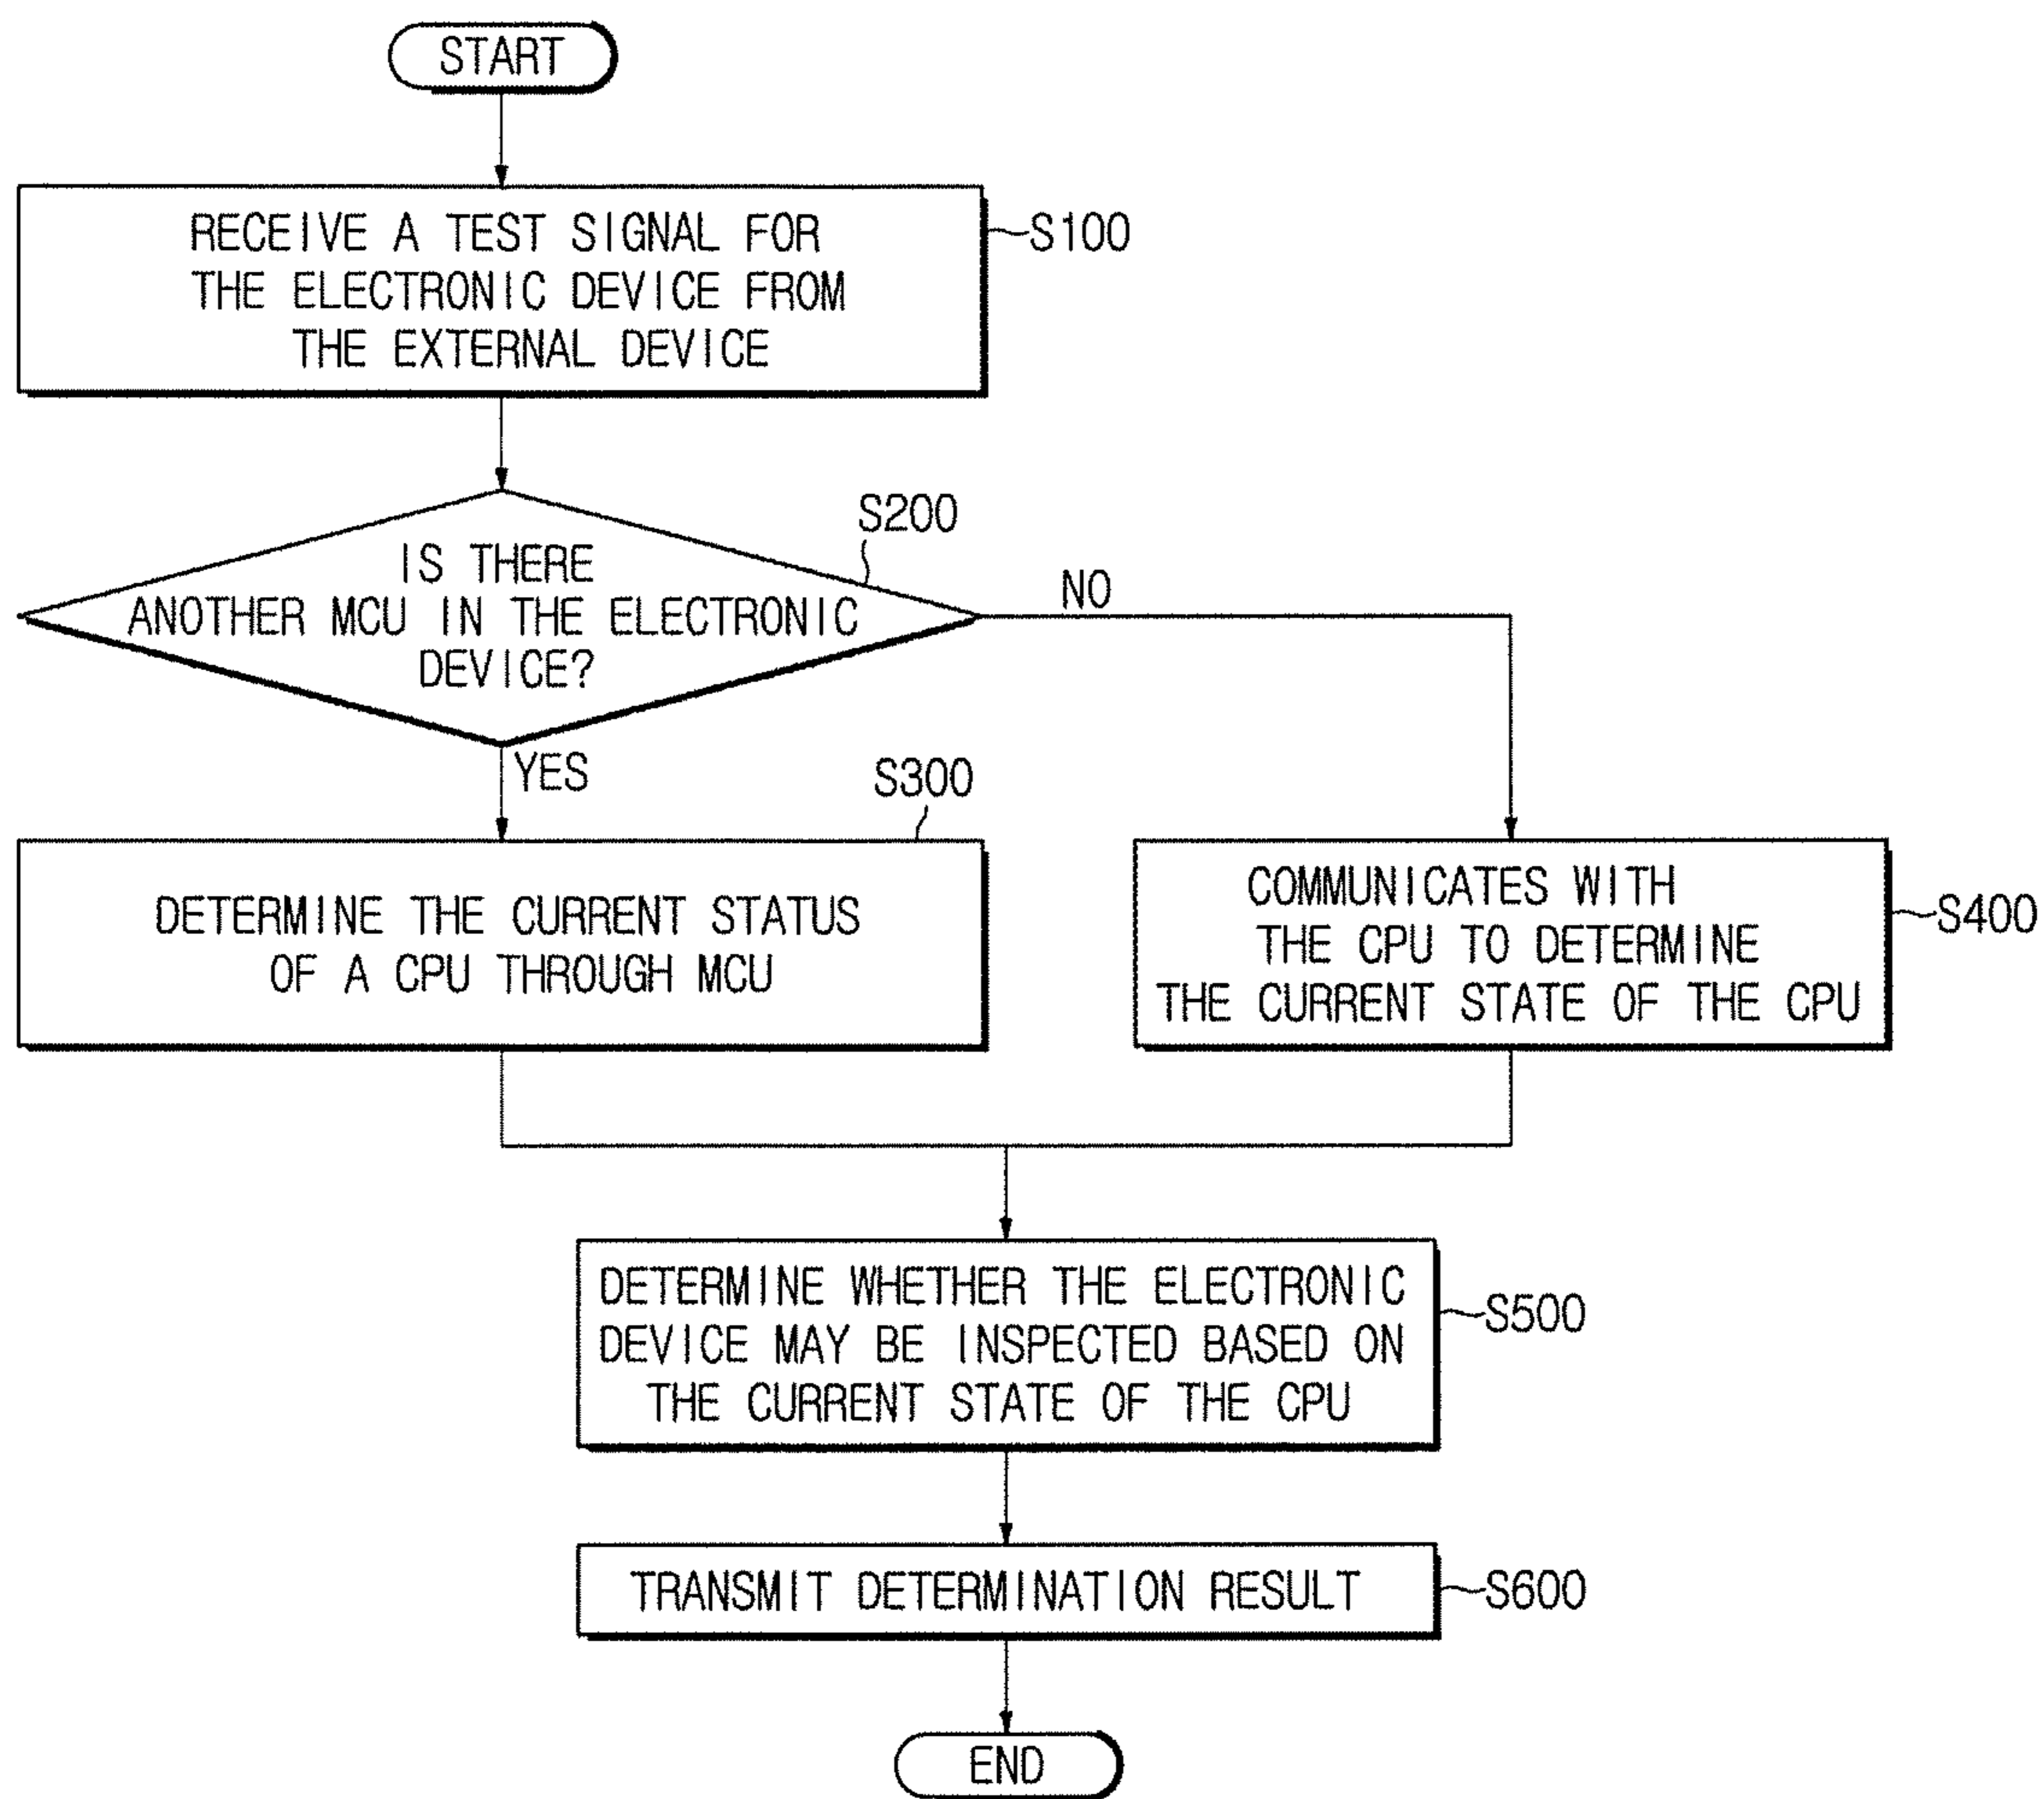 START
RECEIVE A TEST SIGNAL FOR
THE ELECTRONIC DEVICE FROM
THE EXTERNAL DEVICE
S100
IS THERE
ANOTHER MCU IN THE ELECTRONIC
DEVICE?
S200
NO
YES
DETERMINE THE CURRENT STATUS
OF A CPU THROUGH MCU
S300
COMMUNICATES WITH
THE CPU TO DETERMINE
THE CURRENT STATE OF THE CPU
S400
DETERMINE WHETHER THE ELECTRONIC
DEVICE MAY BE INSPECTED BASED ON
THE CURRENT STATE OF THE CPU
S500
TRANSMIT DETERMINATION RESULT
S600
END